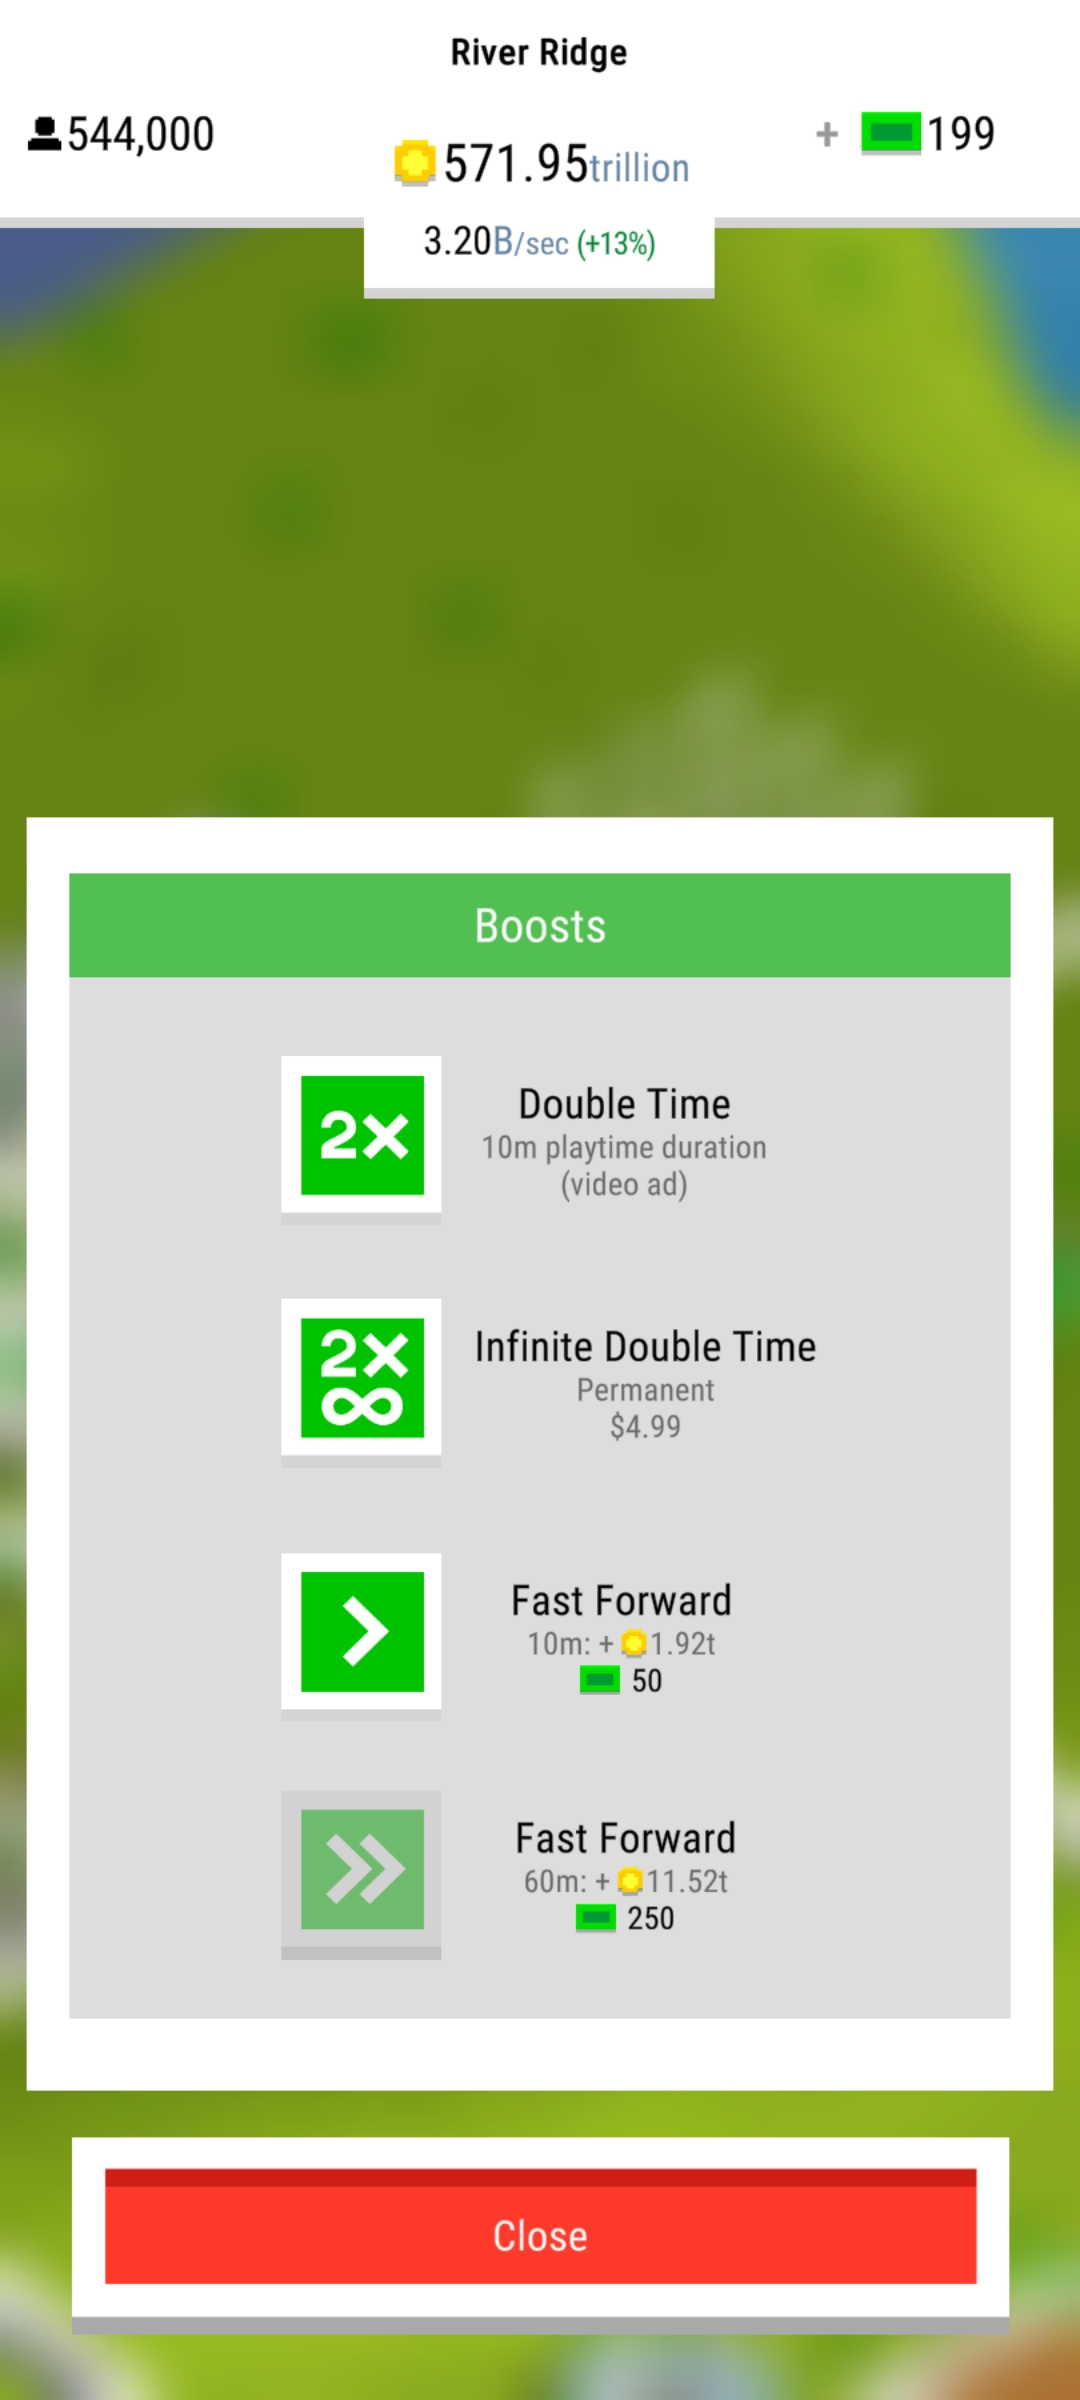 River Ridge
544,000
571.95trillion
+ 199
3.20B/sec (+13%)
Boosts
2×
Double Time
10m playtime duration
(video ad)
2×
∞
Infinite Double Time
Permanent
$4.99
Fast Forward
10m: + 1.92t
50
Fast Forward
60m: + 11.52t
250
Close